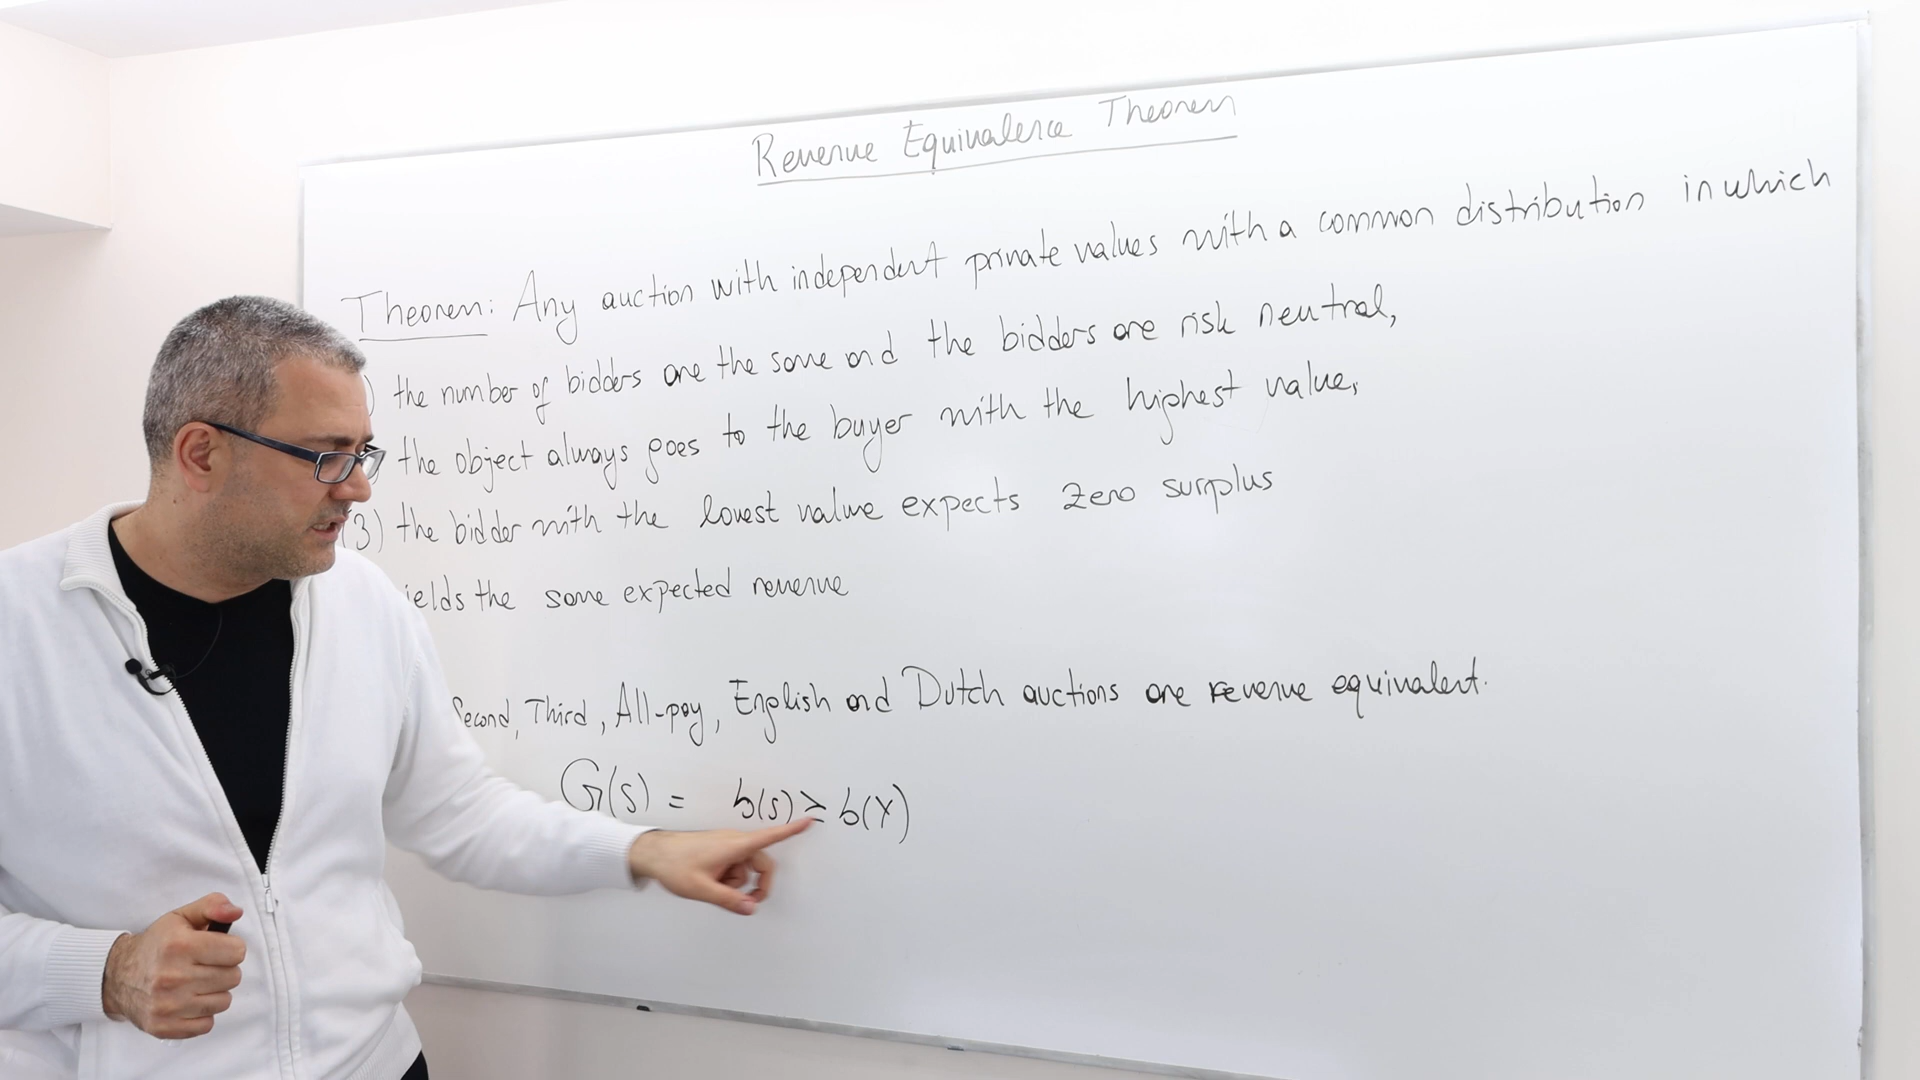 Revenue Equivalence Theorem
Theorem: Any auction with independent private values with a common distribution in which
) the number of bidders are the same and the bidders are risk neutral,
the object always goes to the buyer with the highest value,
(3) the bidder with the lowest value expects zero surplus
ields the same expected revenue
Second, Third, All-pay, English and Dutch auctions are revenue equivalent.
G(s) = b(s) ≥ b(Y)